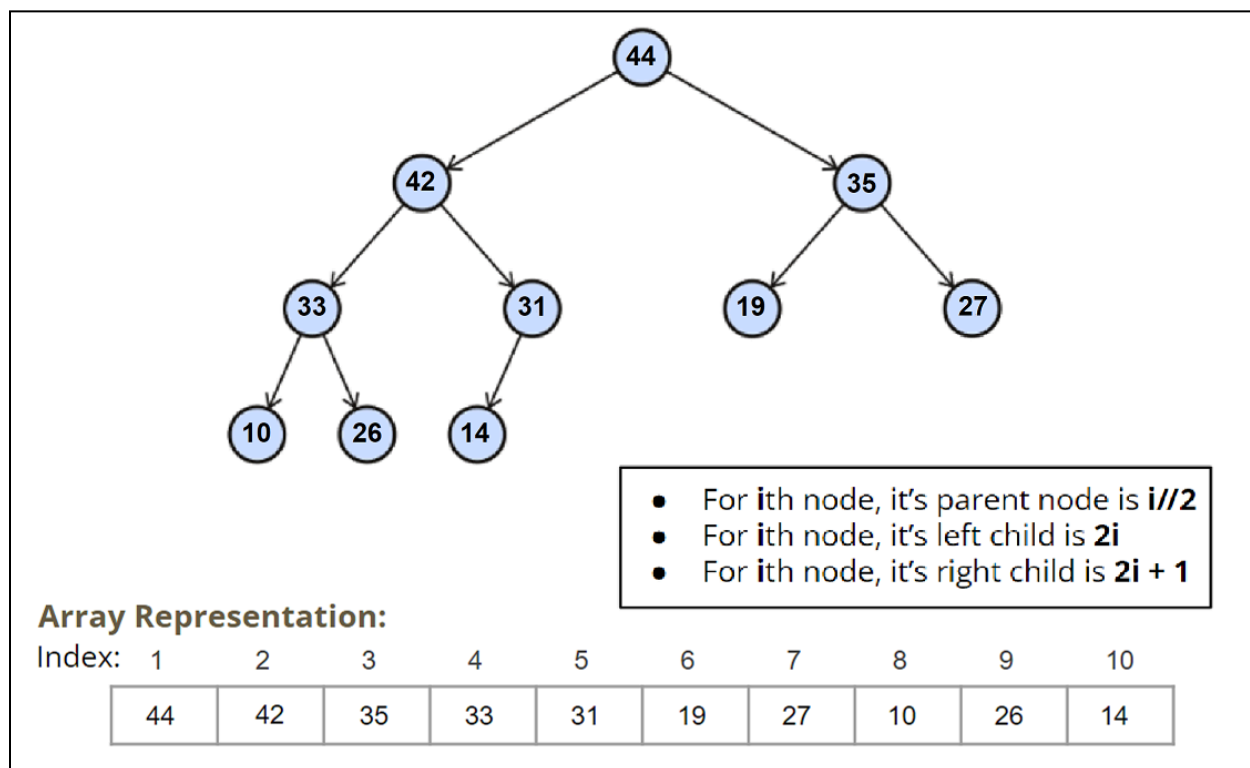 44
42
35
33
31
19
27
10
26
14
● For ith node, it’s parent node is i//2
● For ith node, it’s left child is 2i
● For ith node, it’s right child is 2i + 1
Array Representation:
Index: 1 2 3 4 5 6 7 8 9 10
44 42 35 33 31 19 27 10 26 14